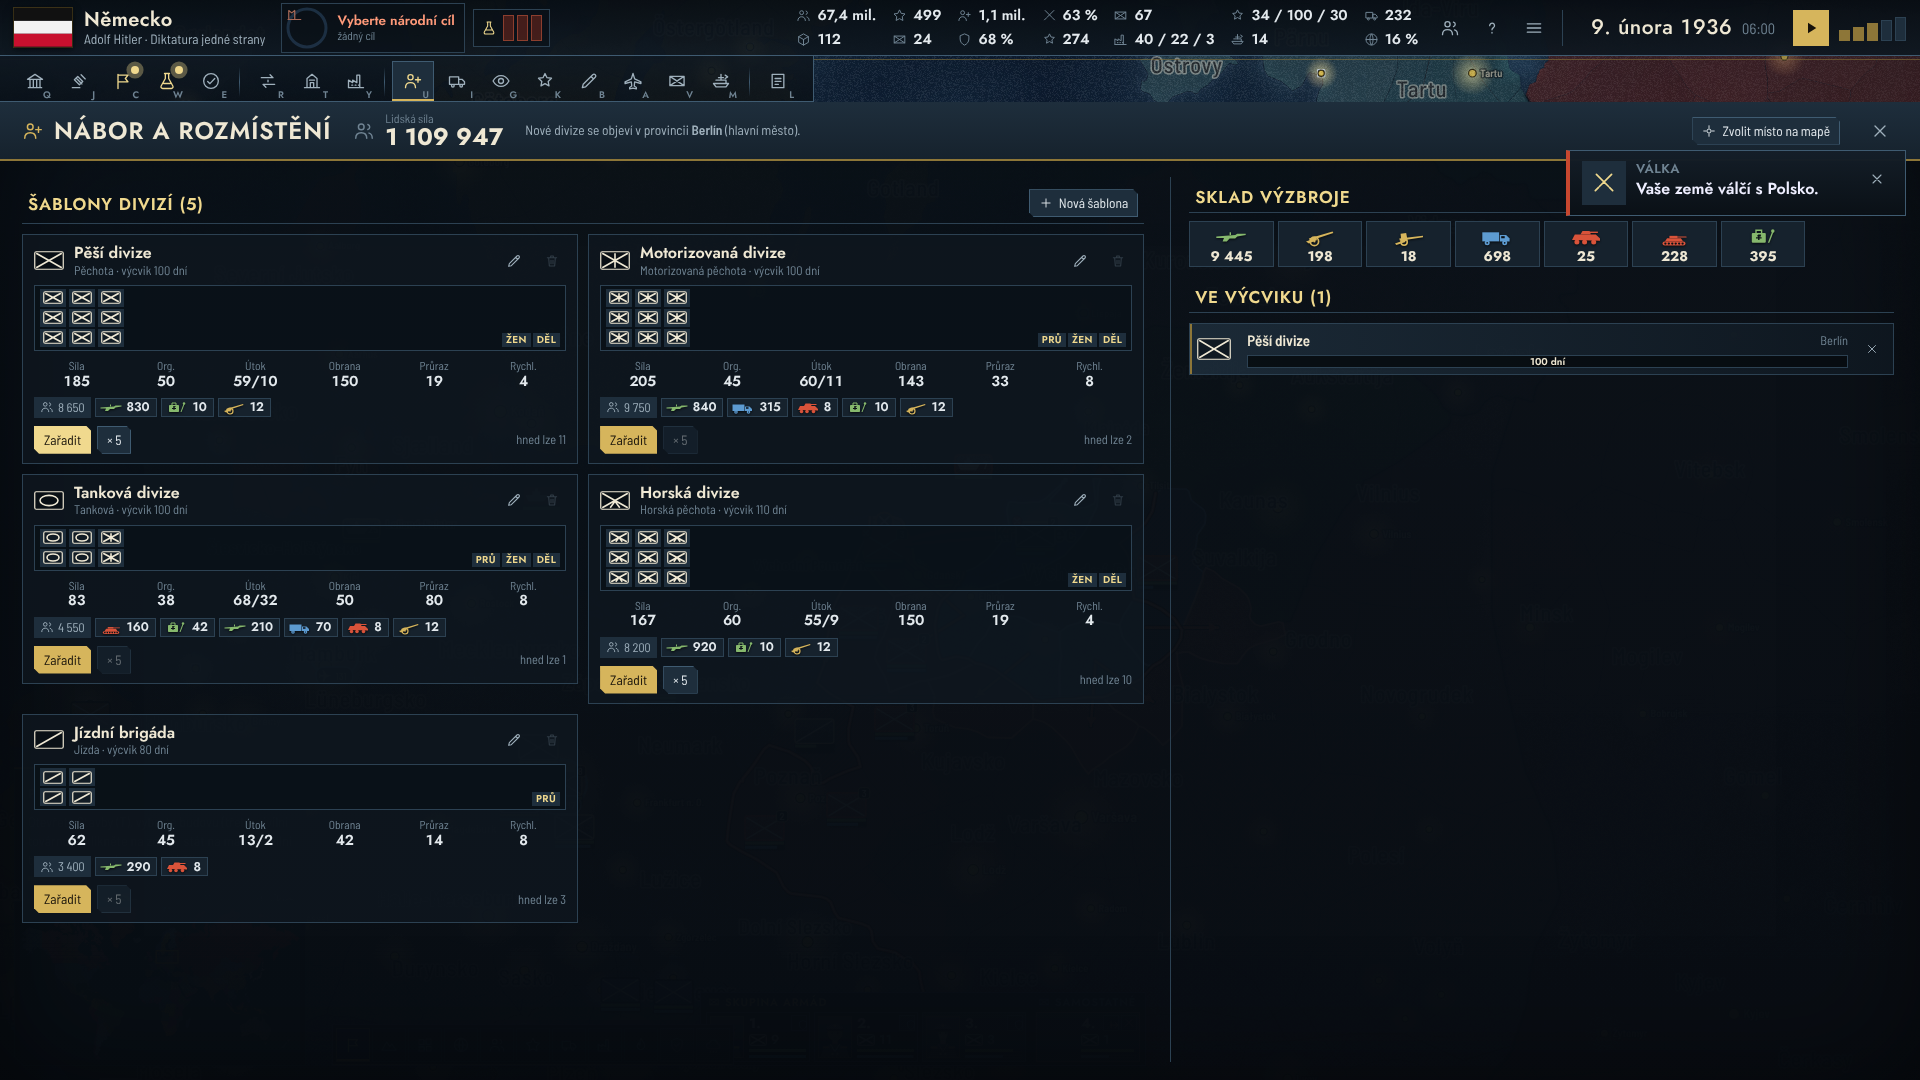 Německo
Adolf Hitler · Diktatura jedné strany
Vyberte národní cíl
žádný cíl
67,4 mil. 499 1,1 mil. 63 % 67 34 / 100 / 30 232
112 24 68 % 274 40 / 22 / 3 14 16 %
?
9. února 1936 06:00
Q J C W E R T Y U I G K B A V M L
Ostrovy
Tartu
Tartu
NÁBOR A ROZMÍSTĚNÍ
Lidská síla
1 109 947
Nové divize se objeví v provincii Berlín (hlavní město).
Zvolit místo na mapě
VÁLKA
Vaše země válčí s Polsko.
ŠABLONY DIVIZÍ (5)
Nová šablona
Pěší divize
Pěchota · výcvik 100 dní
ŽEN DĚL
Síla Org. Útok Obrana Průraz Rychl.
185 50 59/10 150 19 4
8 650 830 10 12
Zařadit × 5 hned lze 11
Motorizovaná divize
Motorizovaná pěchota · výcvik 100 dní
PRŮ ŽEN DĚL
Síla Org. Útok Obrana Průraz Rychl.
205 45 60/11 143 33 8
9 750 840 315 8 10 12
Zařadit × 5 hned lze 2
Tanková divize
Tanková · výcvik 100 dní
PRŮ ŽEN DĚL
Síla Org. Útok Obrana Průraz Rychl.
83 38 68/32 50 80 8
4 550 160 42 210 70 8 12
Zařadit × 5 hned lze 1
Horská divize
Horská pěchota · výcvik 110 dní
ŽEN DĚL
Síla Org. Útok Obrana Průraz Rychl.
167 60 55/9 150 19 4
8 200 920 10 12
Zařadit × 5 hned lze 10
Jízdní brigáda
Jízda · výcvik 80 dní
PRŮ
Síla Org. Útok Obrana Průraz Rychl.
62 45 13/2 42 14 8
3 400 290 8
Zařadit × 5 hned lze 3
SKLAD VÝZBROJE
9 445 198 18 698 25 228 395
VE VÝCVIKU (1)
Pěší divize Berlín
100 dní